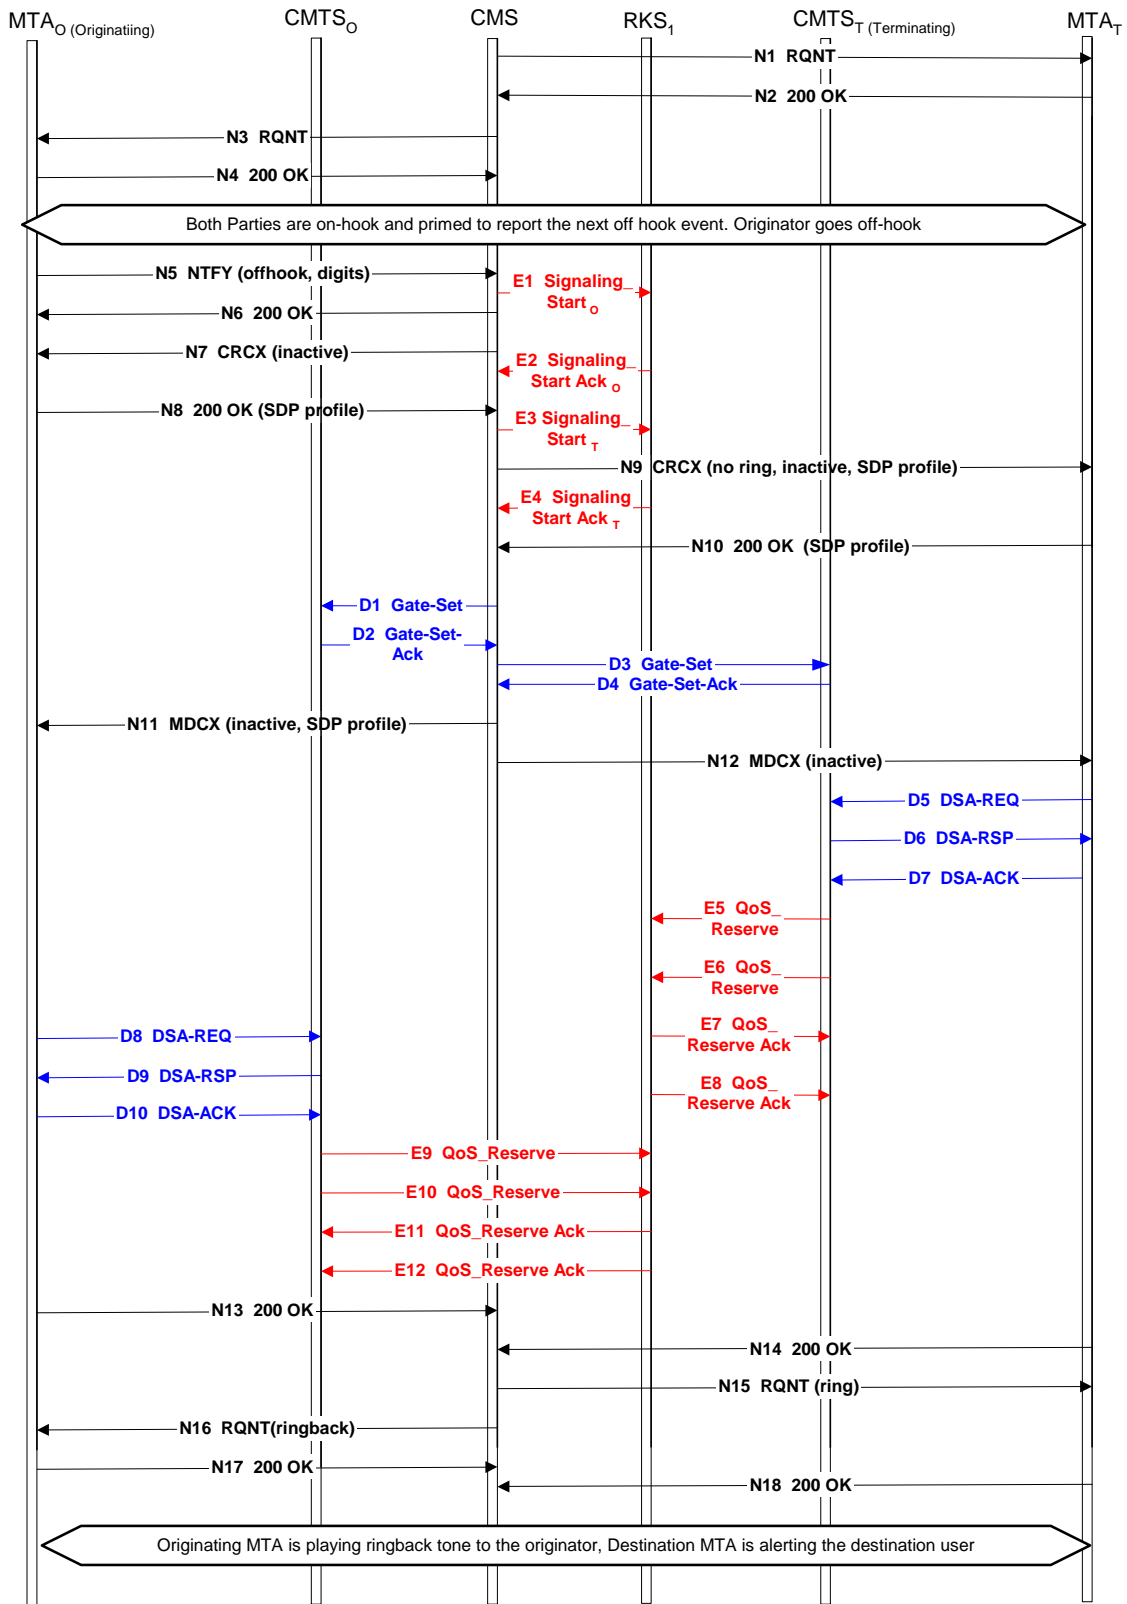 MTAO (Originatiing) CMTSO CMS RKS1 CMTST (Terminating) MTAT
N1 RQNT
N2 200 OK
N3 RQNT
N4 200 OK
Both Parties are on-hook and primed to report the next off hook event. Originator goes off-hook
N5 NTFY (offhook, digits)
E1 Signaling_
Start O
N6 200 OK
N7 CRCX (inactive)
E2 Signaling_
Start Ack O
N8 200 OK (SDP profile)
E3 Signaling_
Start T
N9 CRCX (no ring, inactive, SDP profile)
E4 Signaling
Start Ack T
N10 200 OK (SDP profile)
D1 Gate-Set
D2 Gate-Set-
Ack
D3 Gate-Set
D4 Gate-Set-Ack
N11 MDCX (inactive, SDP profile)
N12 MDCX (inactive)
D5 DSA-REQ
D6 DSA-RSP
D7 DSA-ACK
E5 QoS_
Reserve
E6 QoS_
Reserve
D8 DSA-REQ
E7 QoS_
Reserve Ack
D9 DSA-RSP
E8 QoS_
Reserve Ack
D10 DSA-ACK
E9 QoS_Reserve
E10 QoS_Reserve
E11 QoS_Reserve Ack
E12 QoS_Reserve Ack
N13 200 OK
N14 200 OK
N15 RQNT (ring)
N16 RQNT(ringback)
N17 200 OK
N18 200 OK
Originating MTA is playing ringback tone to the originator, Destination MTA is alerting the destination user